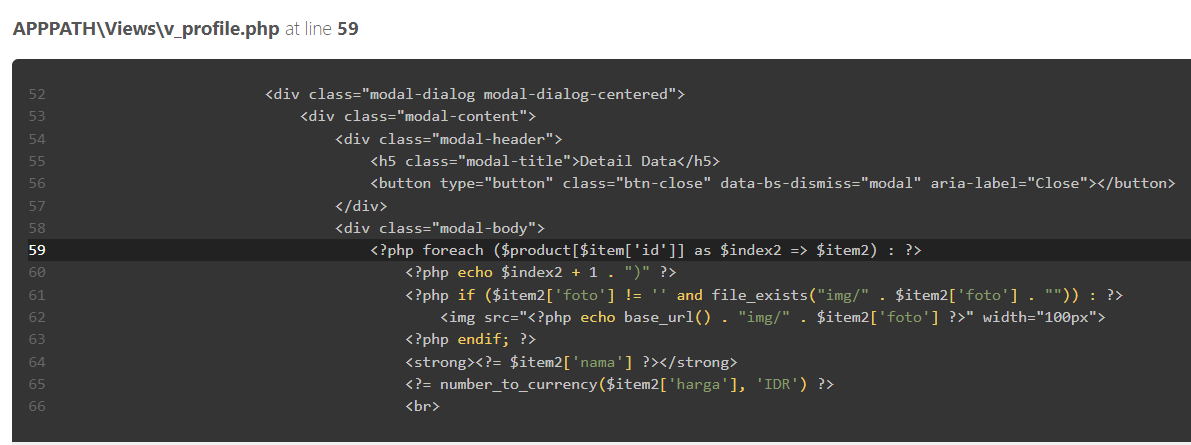 APPPATH\Views\v_profile.php at line 59
52 <div class="modal-dialog modal-dialog-centered">
53 <div class="modal-content">
54 <div class="modal-header">
55 <h5 class="modal-title">Detail Data</h5>
56 <button type="button" class="btn-close" data-bs-dismiss="modal" aria-label="Close"></button>
57 </div>
58 <div class="modal-body">
59 <?php foreach ($product[$item['id']] as $index2 => $item2) : ?>
60 <?php echo $index2 + 1 . ")" ?>
61 <?php if ($item2['foto'] != '' and file_exists("img/" . $item2['foto'] . "")) : ?>
62 <img src="<?php echo base_url() . "img/" . $item2['foto'] ?>" width="100px">
63 <?php endif; ?>
64 <strong><?= $item2['nama'] ?></strong>
65 <?= number_to_currency($item2['harga'], 'IDR') ?>
66 <br>